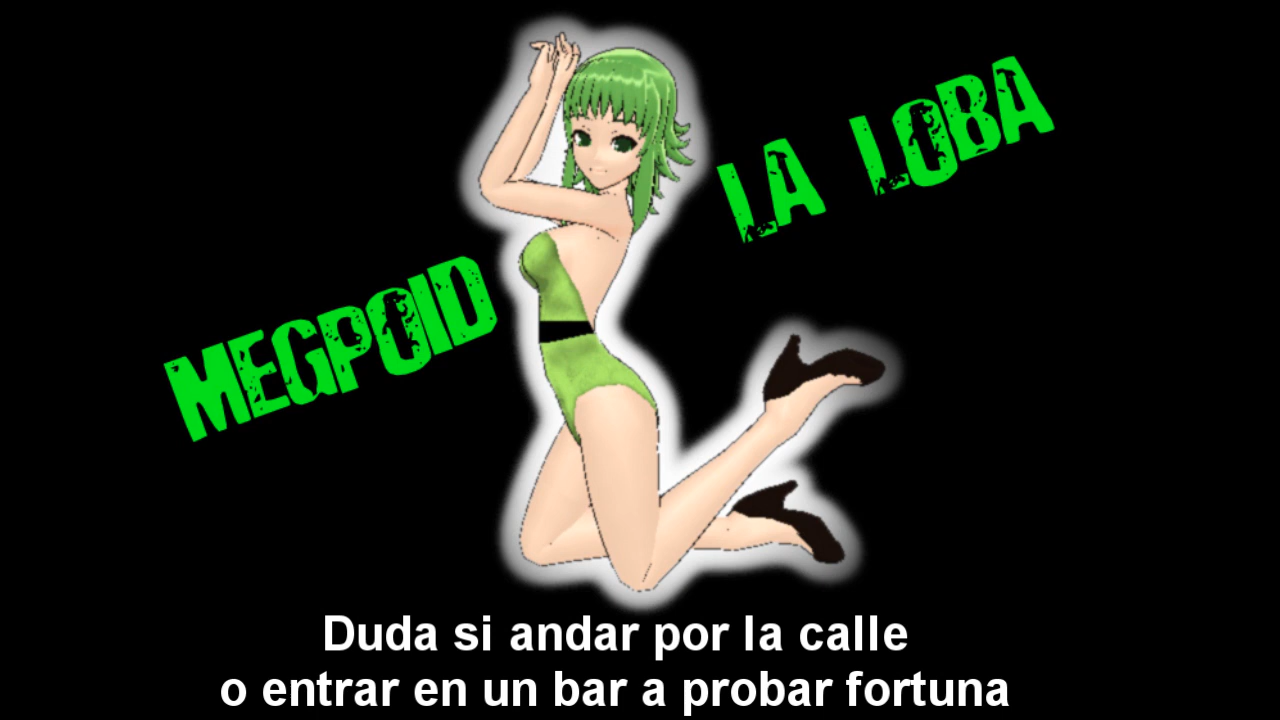 MEGPOID
LA LOBA
Duda si andar por la calle
o entrar en un bar a probar fortuna